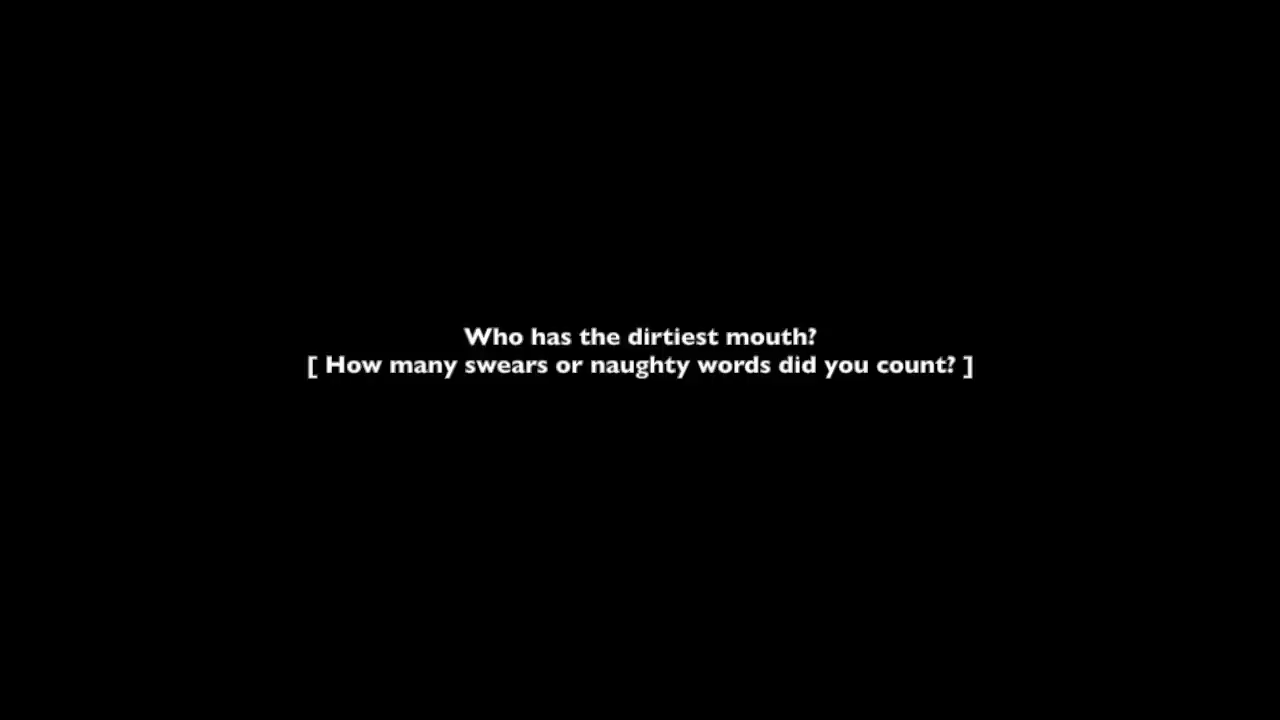 Who has the dirtiest mouth?
[ How many swears or naughty words did you count? ]